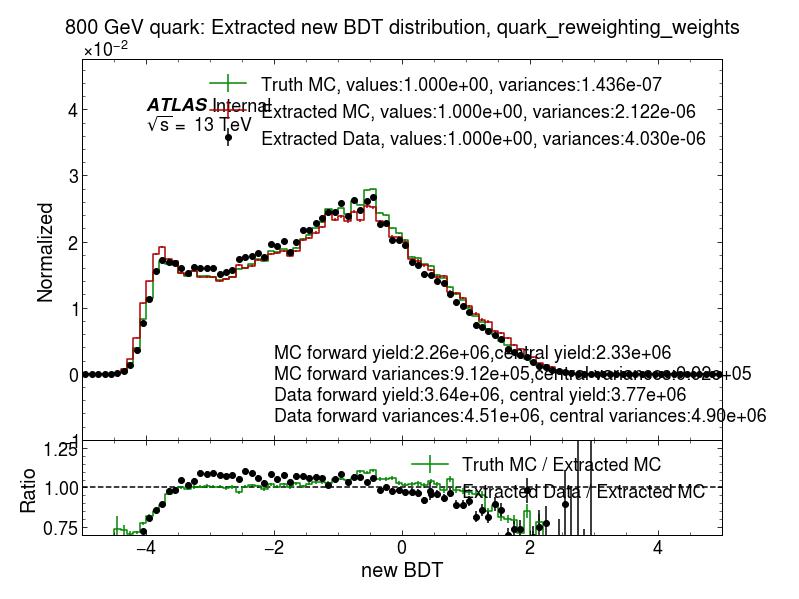 800 GeV quark: Extracted new BDT distribution, quark_reweighting_weights
×10⁻²
Truth MC, values:1.000e+00, variances:1.436e-07
ATLAS Internal
Extracted MC, values:1.000e+00, variances:2.122e-06
√s = 13 TeV
Extracted Data, values:1.000e+00, variances:4.030e-06
4
3
2
1
0
−1
Normalized
MC forward yield:2.26e+06,central yield:2.33e+06
MC forward variances:9.12e+05,central variances:9.92e+05
Data forward yield:3.64e+06, central yield:3.77e+06
Data forward variances:4.51e+06, central variances:4.90e+06
1.25
1.00
0.75
Ratio
Truth MC / Extracted MC
Extracted Data / Extracted MC
−4 −2 0 2 4
new BDT